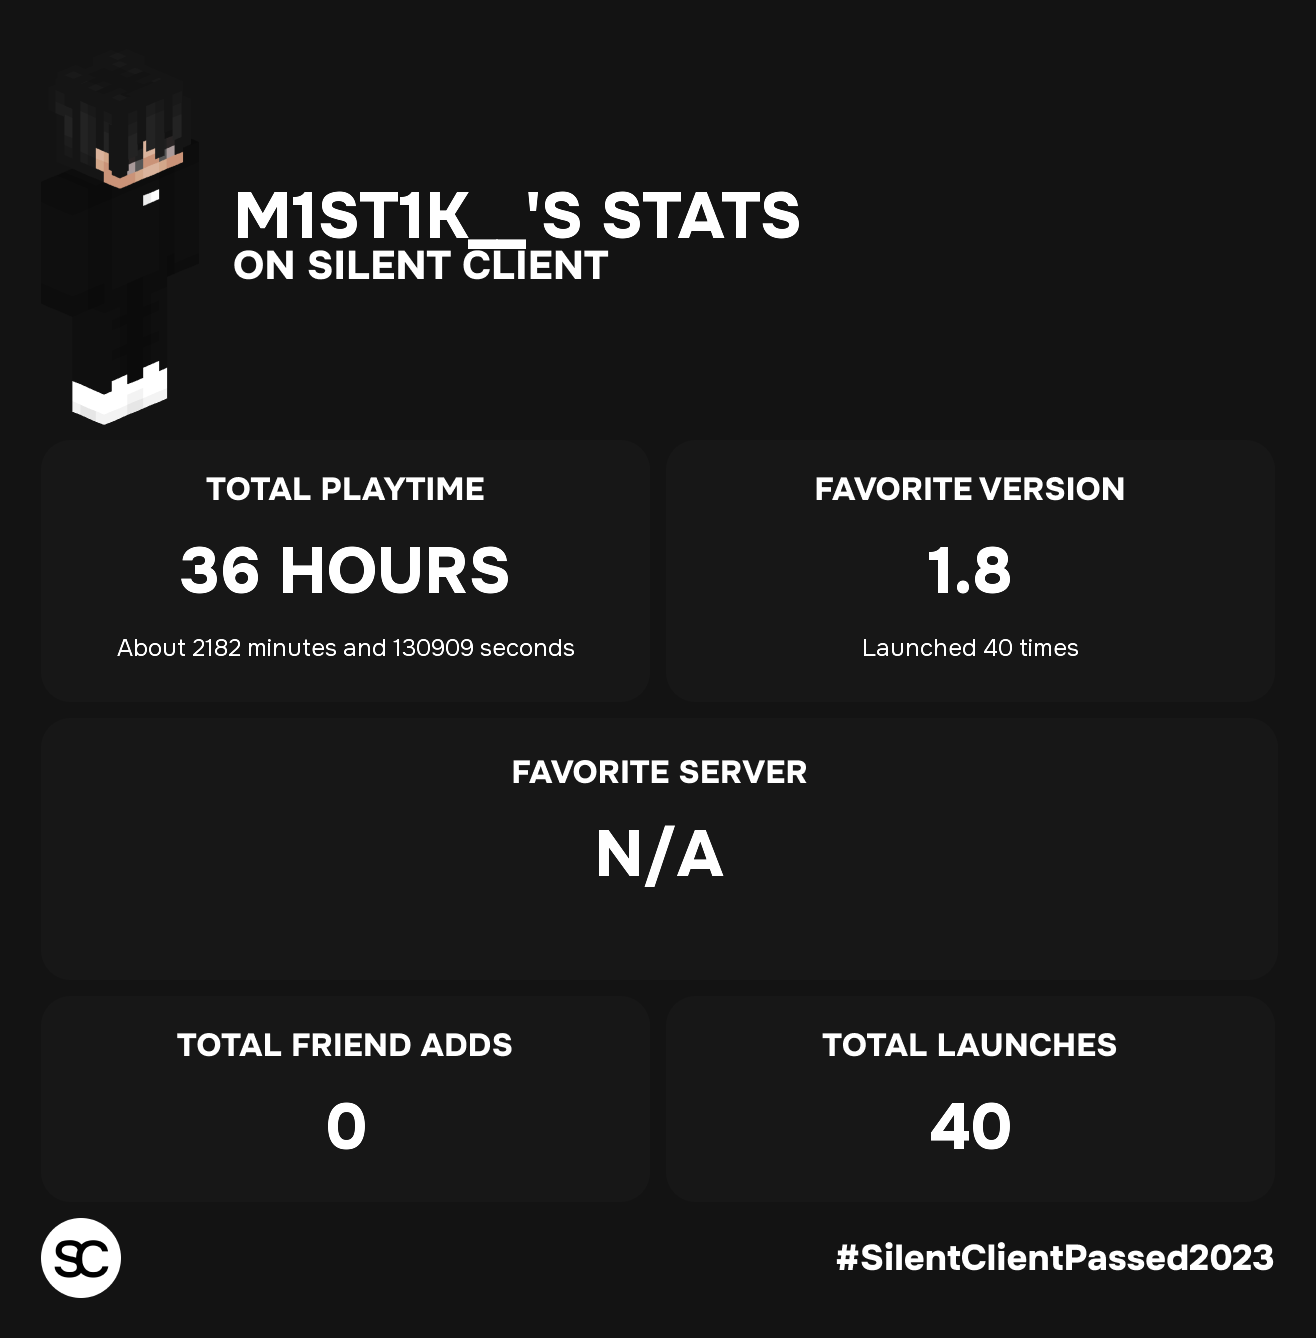 M1ST1K__'S STATS
ON SILENT CLIENT
TOTAL PLAYTIME
36 HOURS
About 2182 minutes and 130909 seconds
FAVORITE VERSION
1.8
Launched 40 times
FAVORITE SERVER
N/A
TOTAL FRIEND ADDS
0
TOTAL LAUNCHES
40
SC
#SilentClientPassed2023